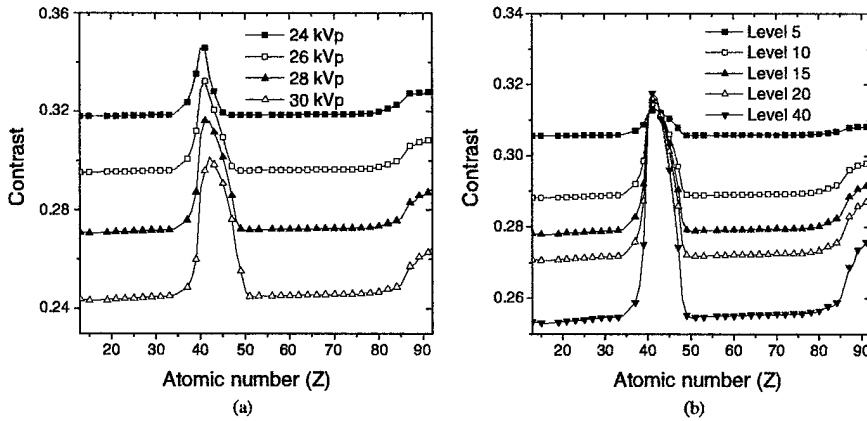 24 kVp
26 kVp
28 kVp
30 kVp
0.36
0.32
0.28
0.24
Contrast
20 30 40 50 60 70 80 90
Atomic number (Z)
(a)
Level 5
Level 10
Level 15
Level 20
Level 40
0.34
0.32
0.30
0.28
0.26
Contrast
20 30 40 50 60 70 80 90
Atomic number (Z)
(b)